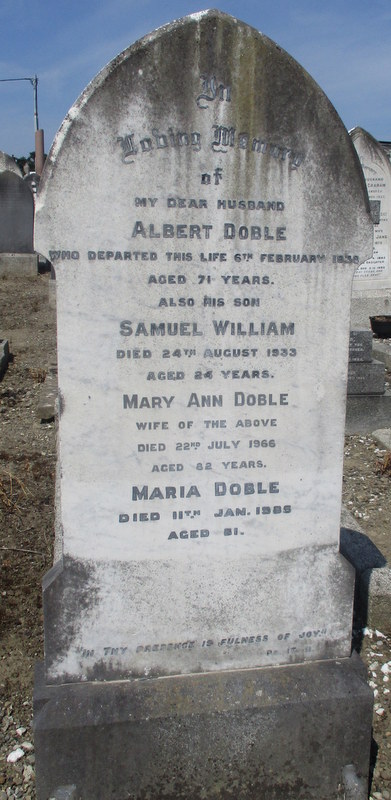 In
Loving Memory
of
MY DEAR HUSBAND
ALBERT DOBLE
WHO DEPARTED THIS LIFE 6TH FEBRUARY 1938
AGED 71 YEARS.
ALSO HIS SON
SAMUEL WILLIAM
DIED 24TH AUGUST 1933
AGED 24 YEARS.
MARY ANN DOBLE
WIFE OF THE ABOVE
DIED 22ND JULY 1966
AGED 82 YEARS.
MARIA DOBLE
DIED 11TH JAN. 1985
AGED 81.
"IN THY PRESENCE IS FULNESS OF JOY."